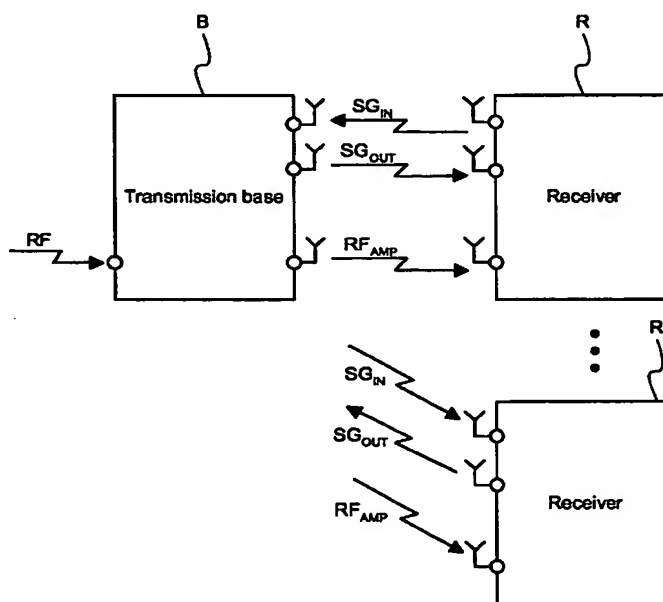 B
R
SG_IN
SG_OUT
Transmission base
Receiver
RF
RF_AMP
R
SG_IN
SG_OUT
Receiver
RF_AMP